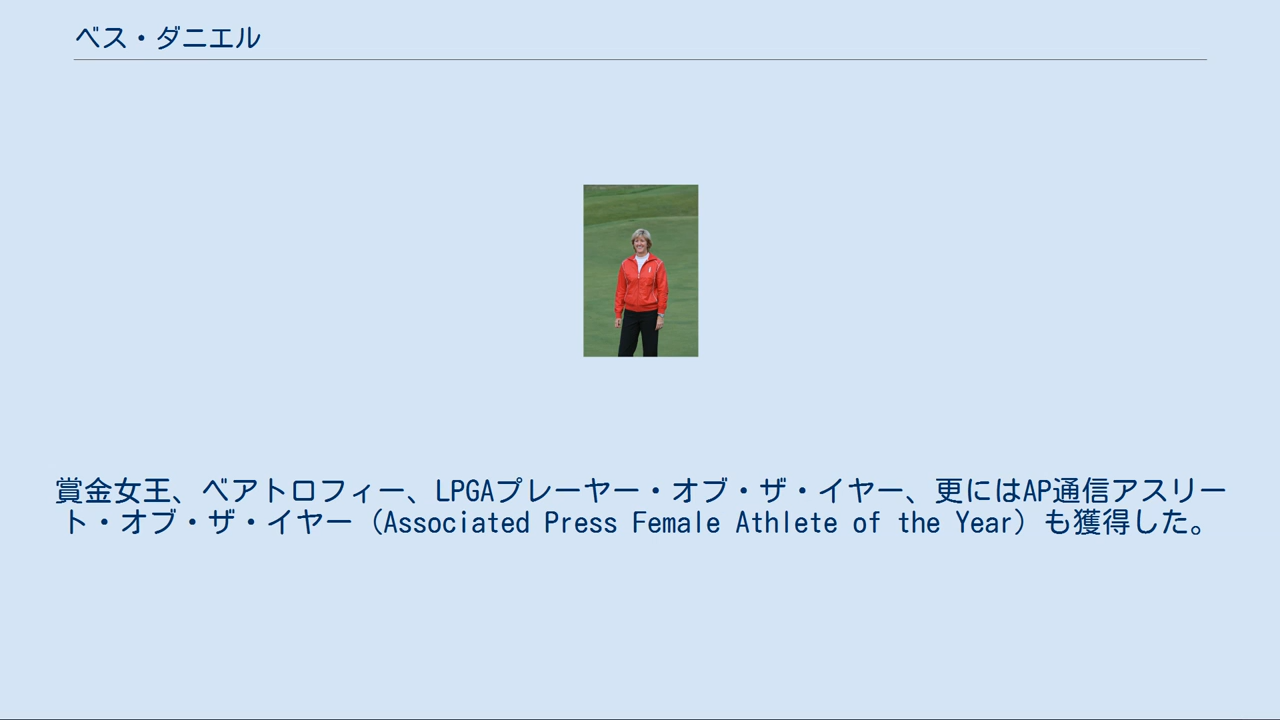 ベス・ダニエル
賞金女王、ベアトロフィー、LPGAプレーヤー・オブ・ザ・イヤー、更にはAP通信アスリー
ト・オブ・ザ・イヤー（Associated Press Female Athlete of the Year）も獲得した。